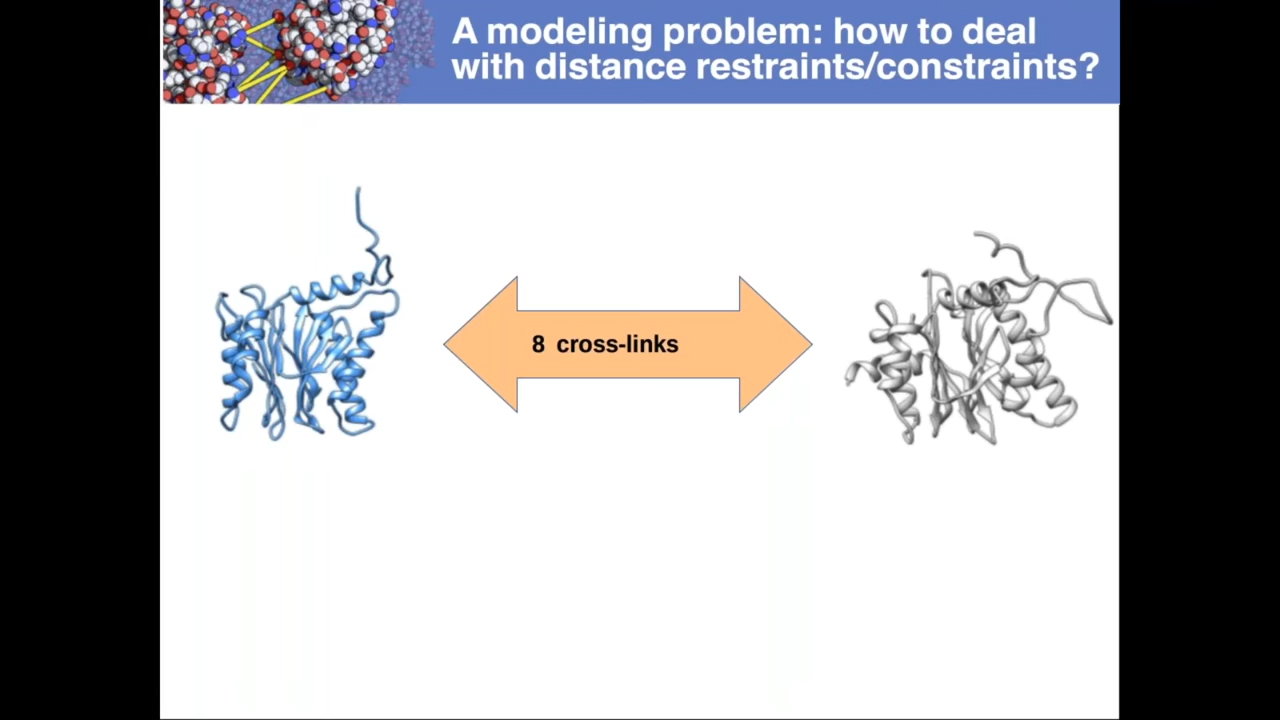 A modeling problem: how to deal
with distance restraints/constraints?
8 cross-links